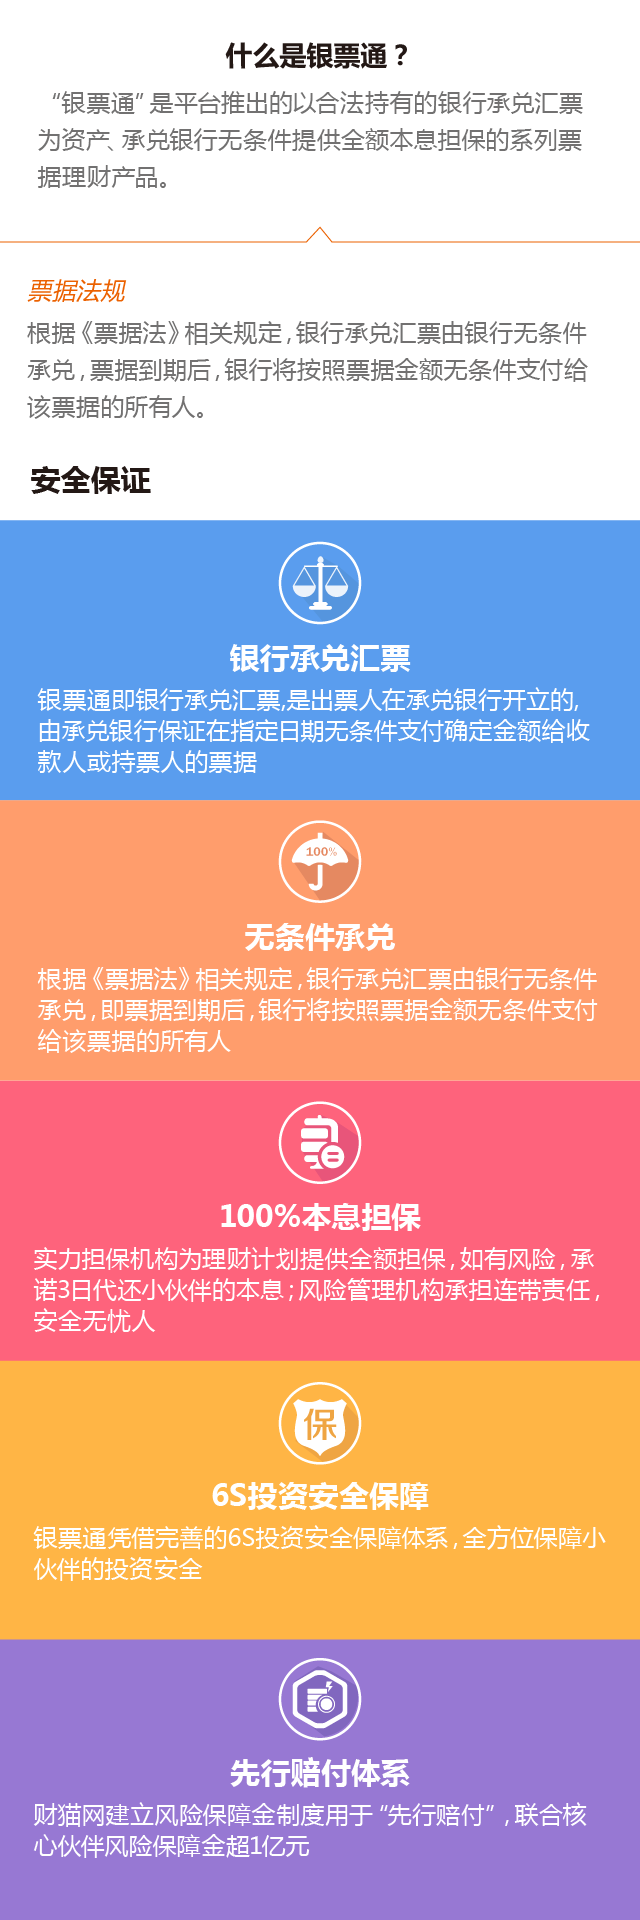 什么是银票通？
“银票通”是平台推出的以合法持有的银行承兑汇票
为资产、承兑银行无条件提供全额本息担保的系列票
据理财产品。
票据法规
根据《票据法》相关规定,银行承兑汇票由银行无条件
承兑,票据到期后,银行将按照票据金额无条件支付给
该票据的所有人。
安全保证
银行承兑汇票
银票通即银行承兑汇票,是出票人在承兑银行开立的,
由承兑银行保证在指定日期无条件支付确定金额给收
款人或持票人的票据
100%
无条件承兑
根据《票据法》相关规定,银行承兑汇票由银行无条件
承兑,即票据到期后,银行将按照票据金额无条件支付
给该票据的所有人
100%本息担保
实力担保机构为理财计划提供全额担保,如有风险,承
诺3日代还小伙伴的本息;风险管理机构承担连带责任,
安全无忧人
保
6S投资安全保障
银票通凭借完善的6S投资安全保障体系,全方位保障小
伙伴的投资安全
先行赔付体系
财猫网建立风险保障金制度用于“先行赔付”,联合核
心伙伴风险保障金超1亿元